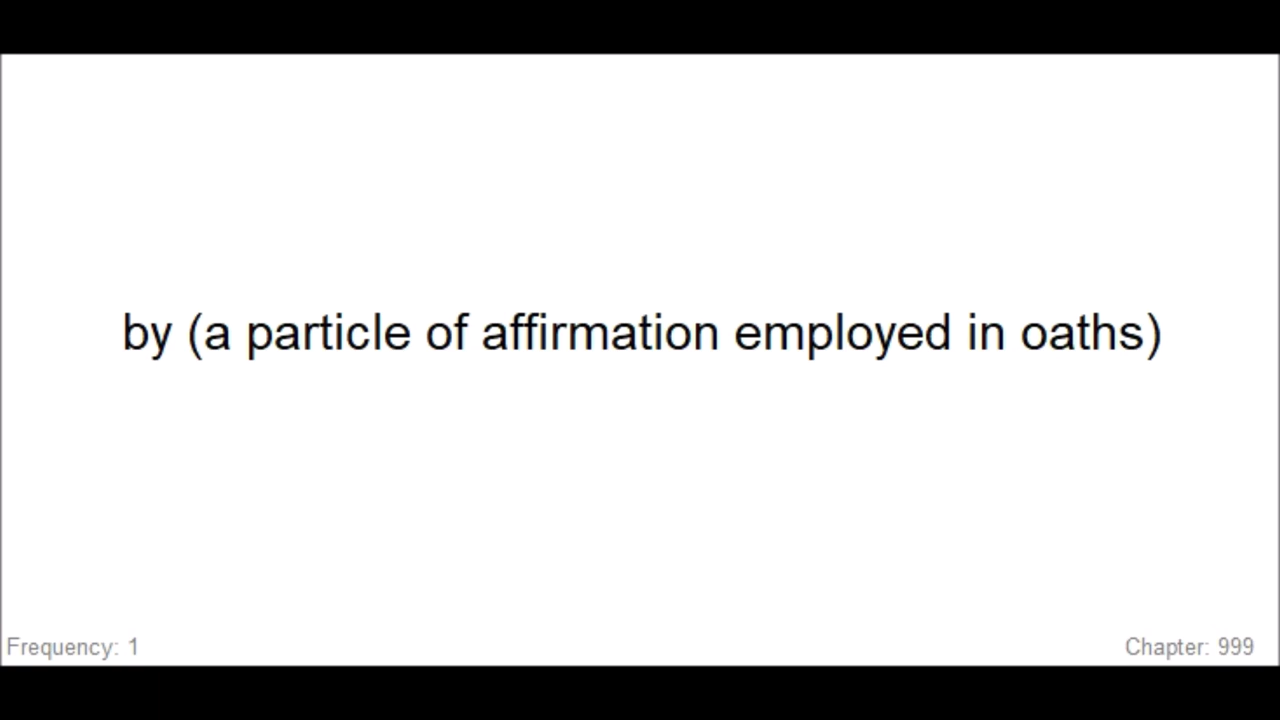 by (a particle of affirmation employed in oaths)
Frequency: 1
Chapter: 999